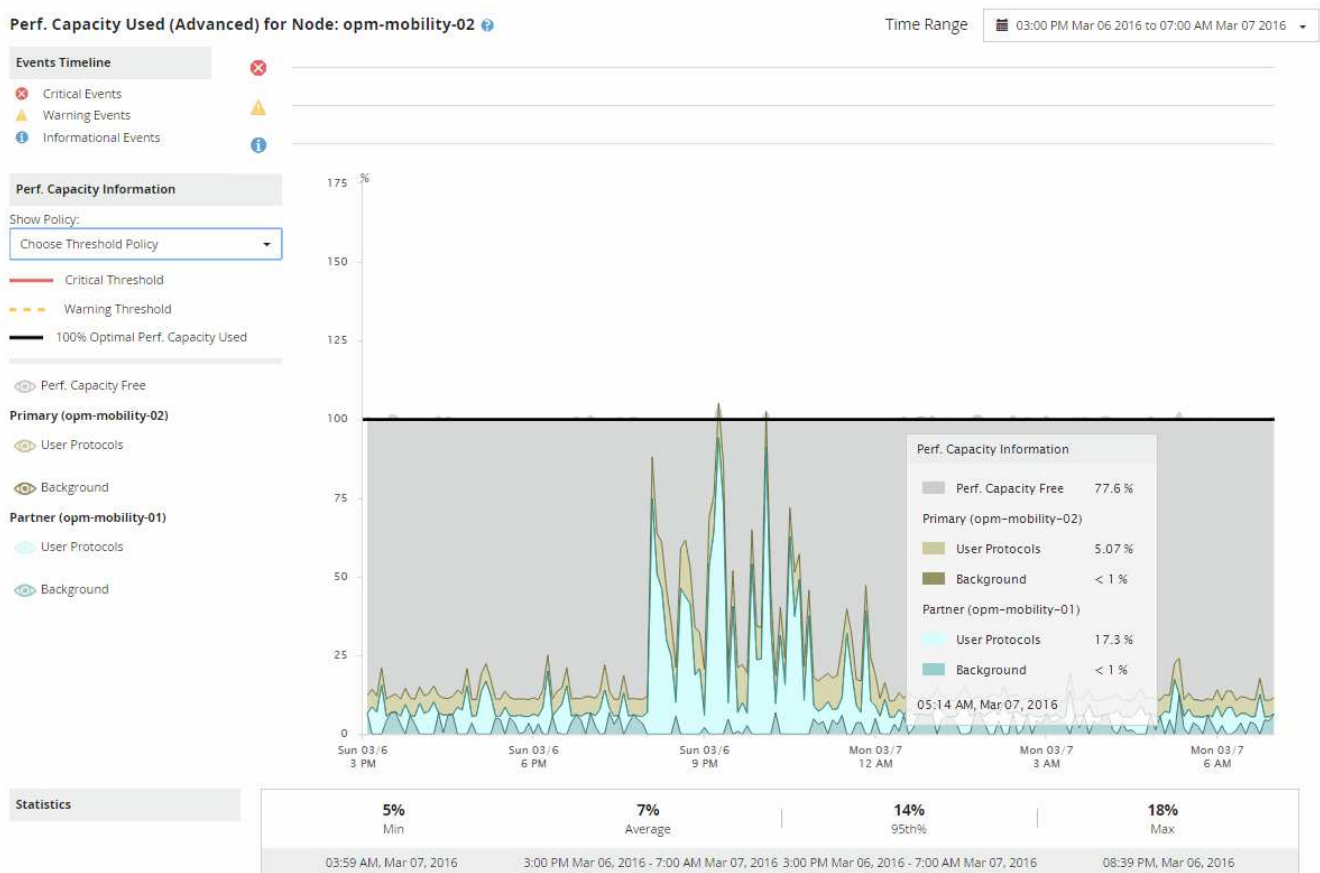 Perf. Capacity Used (Advanced) for Node: opm-mobility-02 ?
Time Range
03:00 PM Mar 06 2016 to 07:00 AM Mar 07 2016
Events Timeline
Critical Events
Warning Events
Informational Events
Perf. Capacity Information
Show Policy:
Choose Threshold Policy
Critical Threshold
Warning Threshold
100% Optimal Perf. Capacity Used
Perf. Capacity Free
Primary (opm-mobility-02)
User Protocols
Background
Partner (opm-mobility-01)
User Protocols
Background
%
175
150
125
100
75
50
25
0
Sun 03/6 3 PM
Sun 03/6 6 PM
Sun 03/6 9 PM
Mon 03/7 12 AM
Mon 03/7 3 AM
Mon 03/7 6 AM
Perf. Capacity Information
Perf. Capacity Free 77.6 %
Primary (opm-mobility-02)
User Protocols 5.07 %
Background < 1 %
Partner (opm-mobility-01)
User Protocols 17.3 %
Background < 1 %
05:14 AM, Mar 07, 2016
Statistics
5% 7% 14% 18%
Min Average 95th% Max
03:59 AM, Mar 07, 2016 3:00 PM Mar 06, 2016 - 7:00 AM Mar 07, 2016 3:00 PM Mar 06, 2016 - 7:00 AM Mar 07, 2016 08:39 PM, Mar 06, 2016